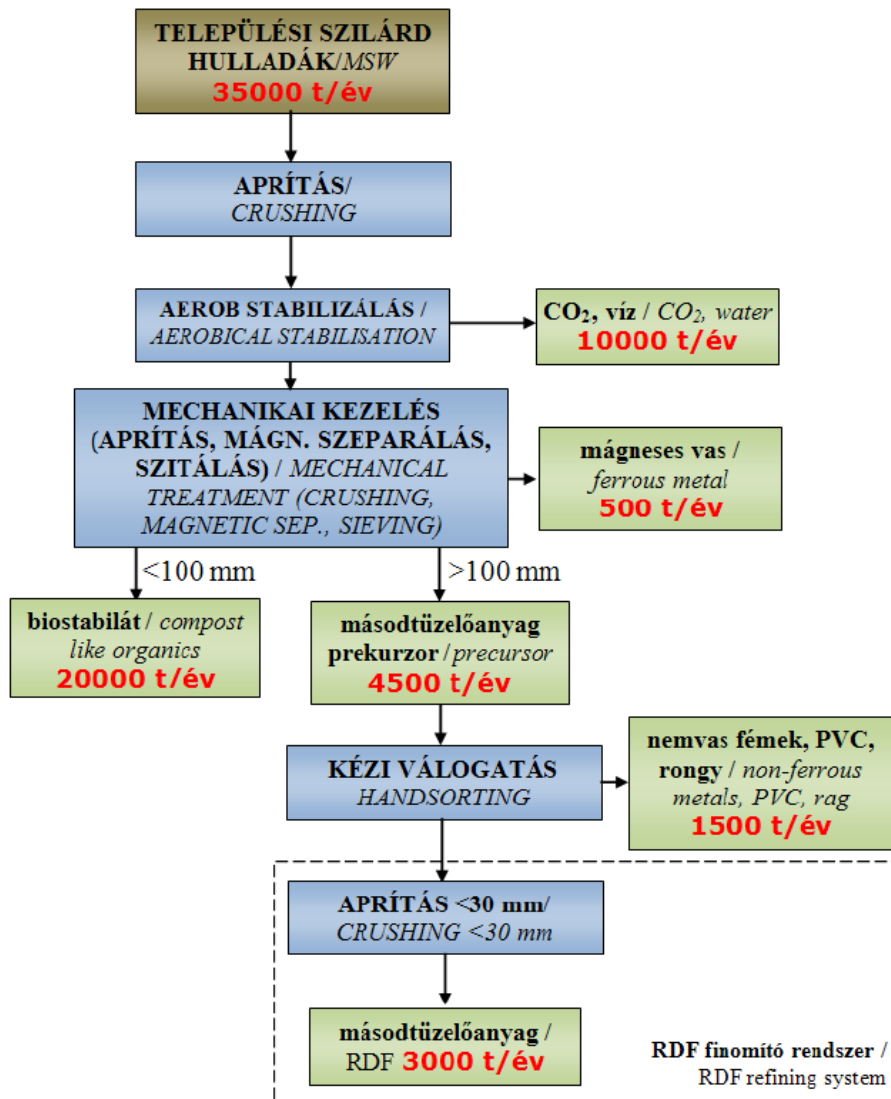 TELEPÜLÉSI SZILÁRD
HULLADÁK/MSW
35000 t/év
APRÍTÁS/
CRUSHING
AEROB STABILIZÁLÁS /
AEROBICAL STABILISATION
CO₂, víz / CO₂, water
10000 t/év
MECHANIKAI KEZELÉS
(APRÍTÁS, MÁGN. SZEPARÁLÁS,
SZITÁLÁS) / MECHANICAL
TREATMENT (CRUSHING,
MAGNETIC SEP., SIEVING)
mágneses vas /
ferrous metal
500 t/év
<100 mm
>100 mm
biostabilát / compost
like organics
20000 t/év
másodtüzelőanyag
prekurzor / precursor
4500 t/év
KÉZI VÁLOGATÁS
HANDSORTING
nemvas fémek, PVC,
rongy / non-ferrous
metals, PVC, rag
1500 t/év
APRÍTÁS <30 mm/
CRUSHING <30 mm
másodtüzelőanyag /
RDF 3000 t/év
RDF finomító rendszer /
RDF refining system